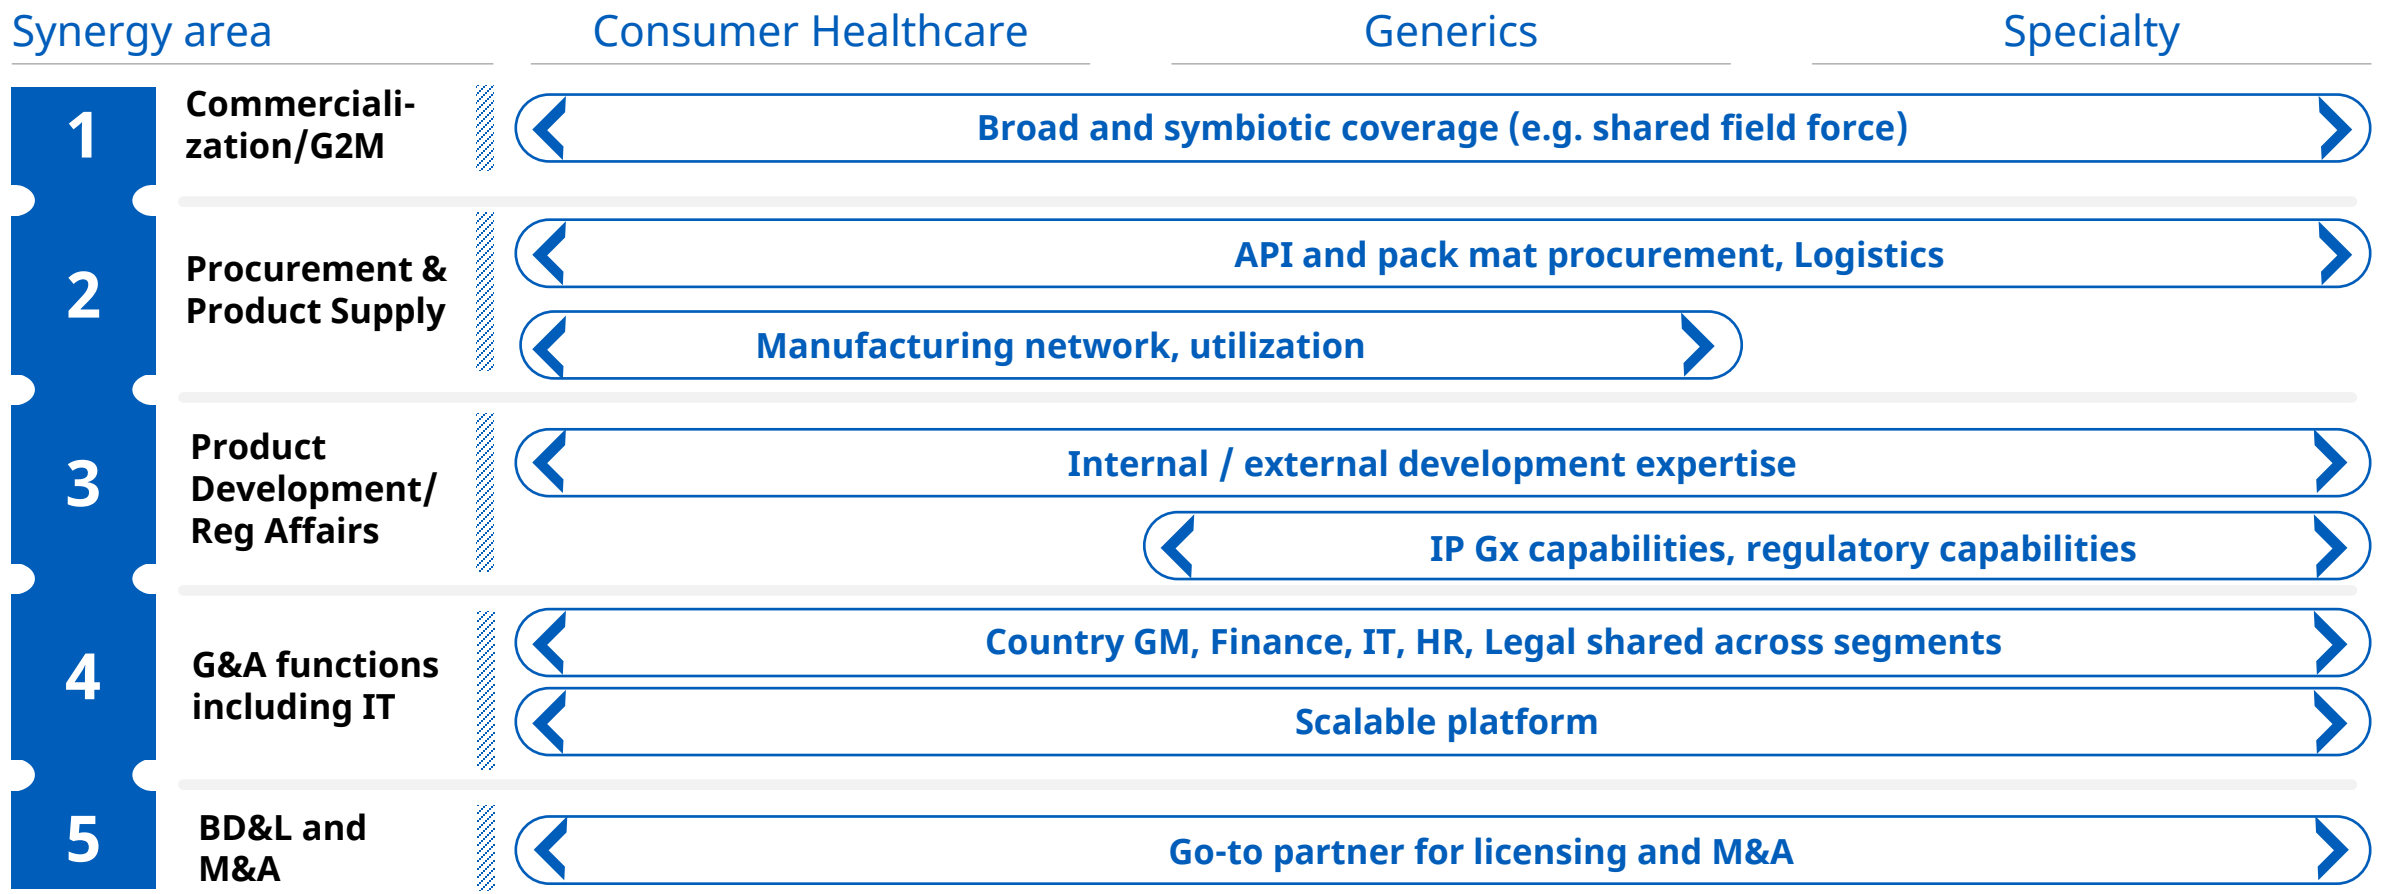 Synergy area
Consumer Healthcare
Generics
Specialty
1
Commerciali-
zation/G2M
Broad and symbiotic coverage (e.g. shared field force)
2
Procurement &
Product Supply
API and pack mat procurement, Logistics
Manufacturing network, utilization
3
Product
Development/
Reg Affairs
Internal / external development expertise
IP Gx capabilities, regulatory capabilities
4
G&A functions
including IT
Country GM, Finance, IT, HR, Legal shared across segments
Scalable platform
5
BD&L and
M&A
Go-to partner for licensing and M&A